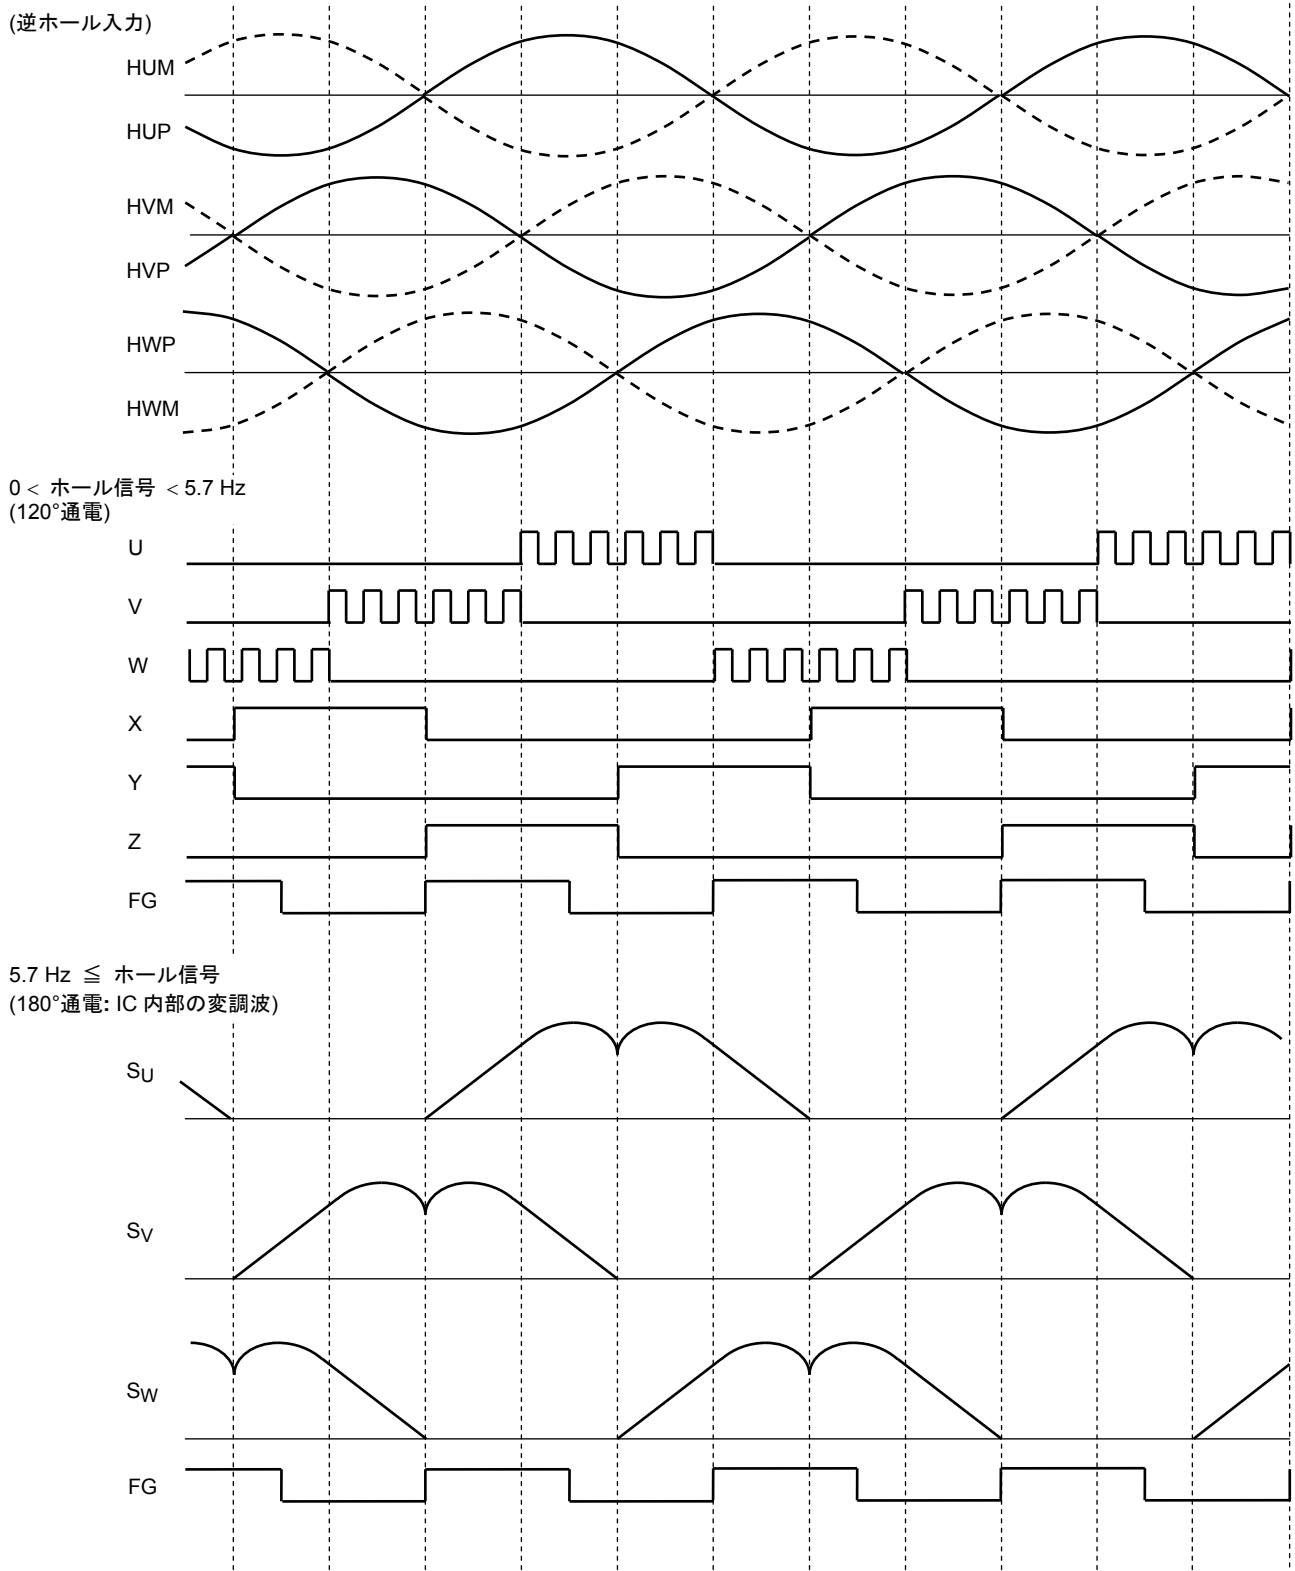 (逆ホール入力)
HUM
HUP
HVM
HVP
HWP
HWM
0 < ホール信号 < 5.7 Hz
(120°通電)
U
V
W
X
Y
Z
FG
5.7 Hz ≦ ホール信号
(180°通電: IC 内部の変調波)
SU
SV
SW
FG